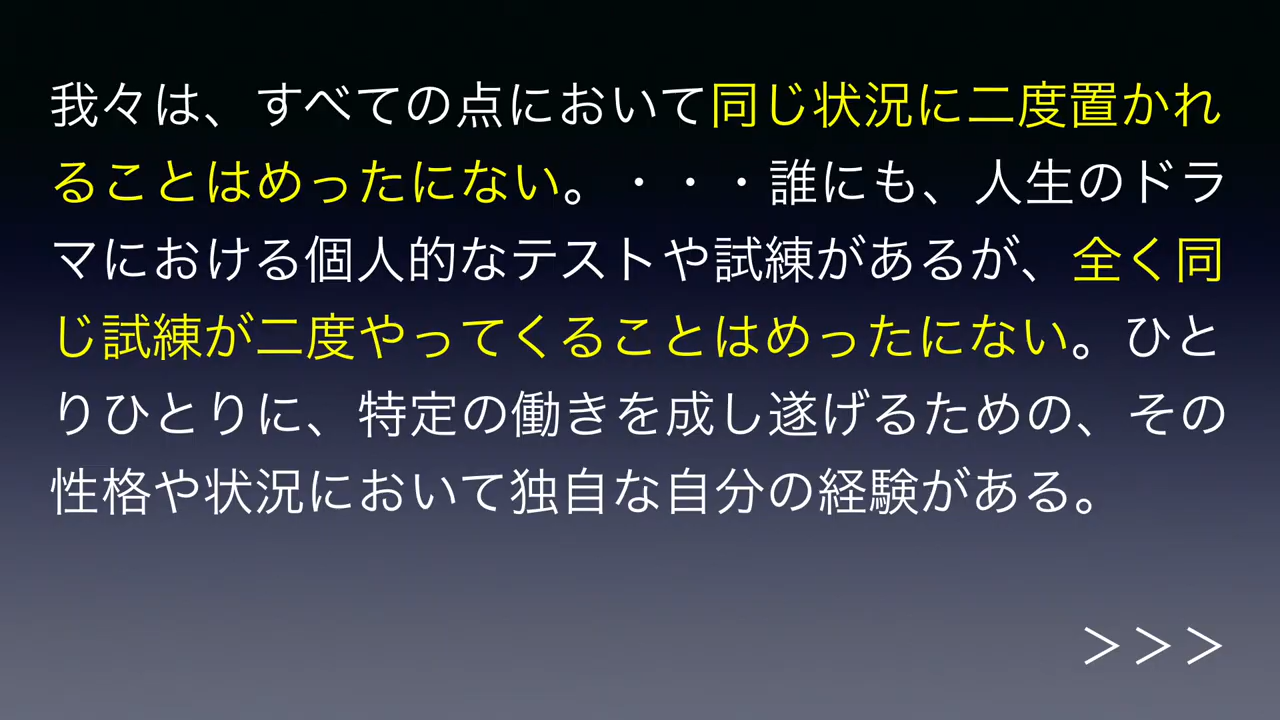 我々は、すべての点において同じ状況に二度置かれ
ることはめったにない。・・・誰にも、人生のドラ
マにおける個人的なテストや試練があるが、全く同
じ試練が二度やってくることはめったにない。ひと
りひとりに、特定の働きを成し遂げるための、その
性格や状況において独自な自分の経験がある。
＞＞＞